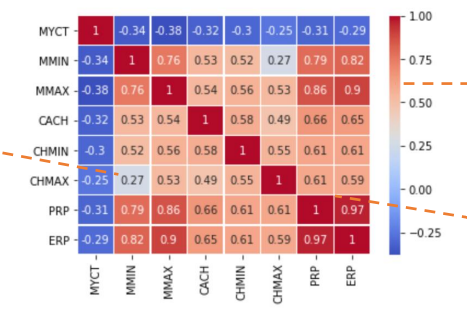 MYCT 1 -0.34 -0.38 -0.32 -0.3 -0.25 -0.31 -0.29
MMIN -0.34 1 0.76 0.53 0.52 0.27 0.79 0.82
MMAX -0.38 0.76 1 0.54 0.56 0.53 0.86 0.9
CACH -0.32 0.53 0.54 1 0.58 0.49 0.66 0.65
CHMIN -0.3 0.52 0.56 0.58 1 0.55 0.61 0.61
CHMAX -0.25 0.27 0.53 0.49 0.55 1 0.61 0.59
PRP -0.31 0.79 0.86 0.66 0.61 0.61 1 0.97
ERP -0.29 0.82 0.9 0.65 0.61 0.59 0.97 1
MYCT MMIN MMAX CACH CHMIN CHMAX PRP ERP
1.00
0.75
0.50
0.25
0.00
-0.25